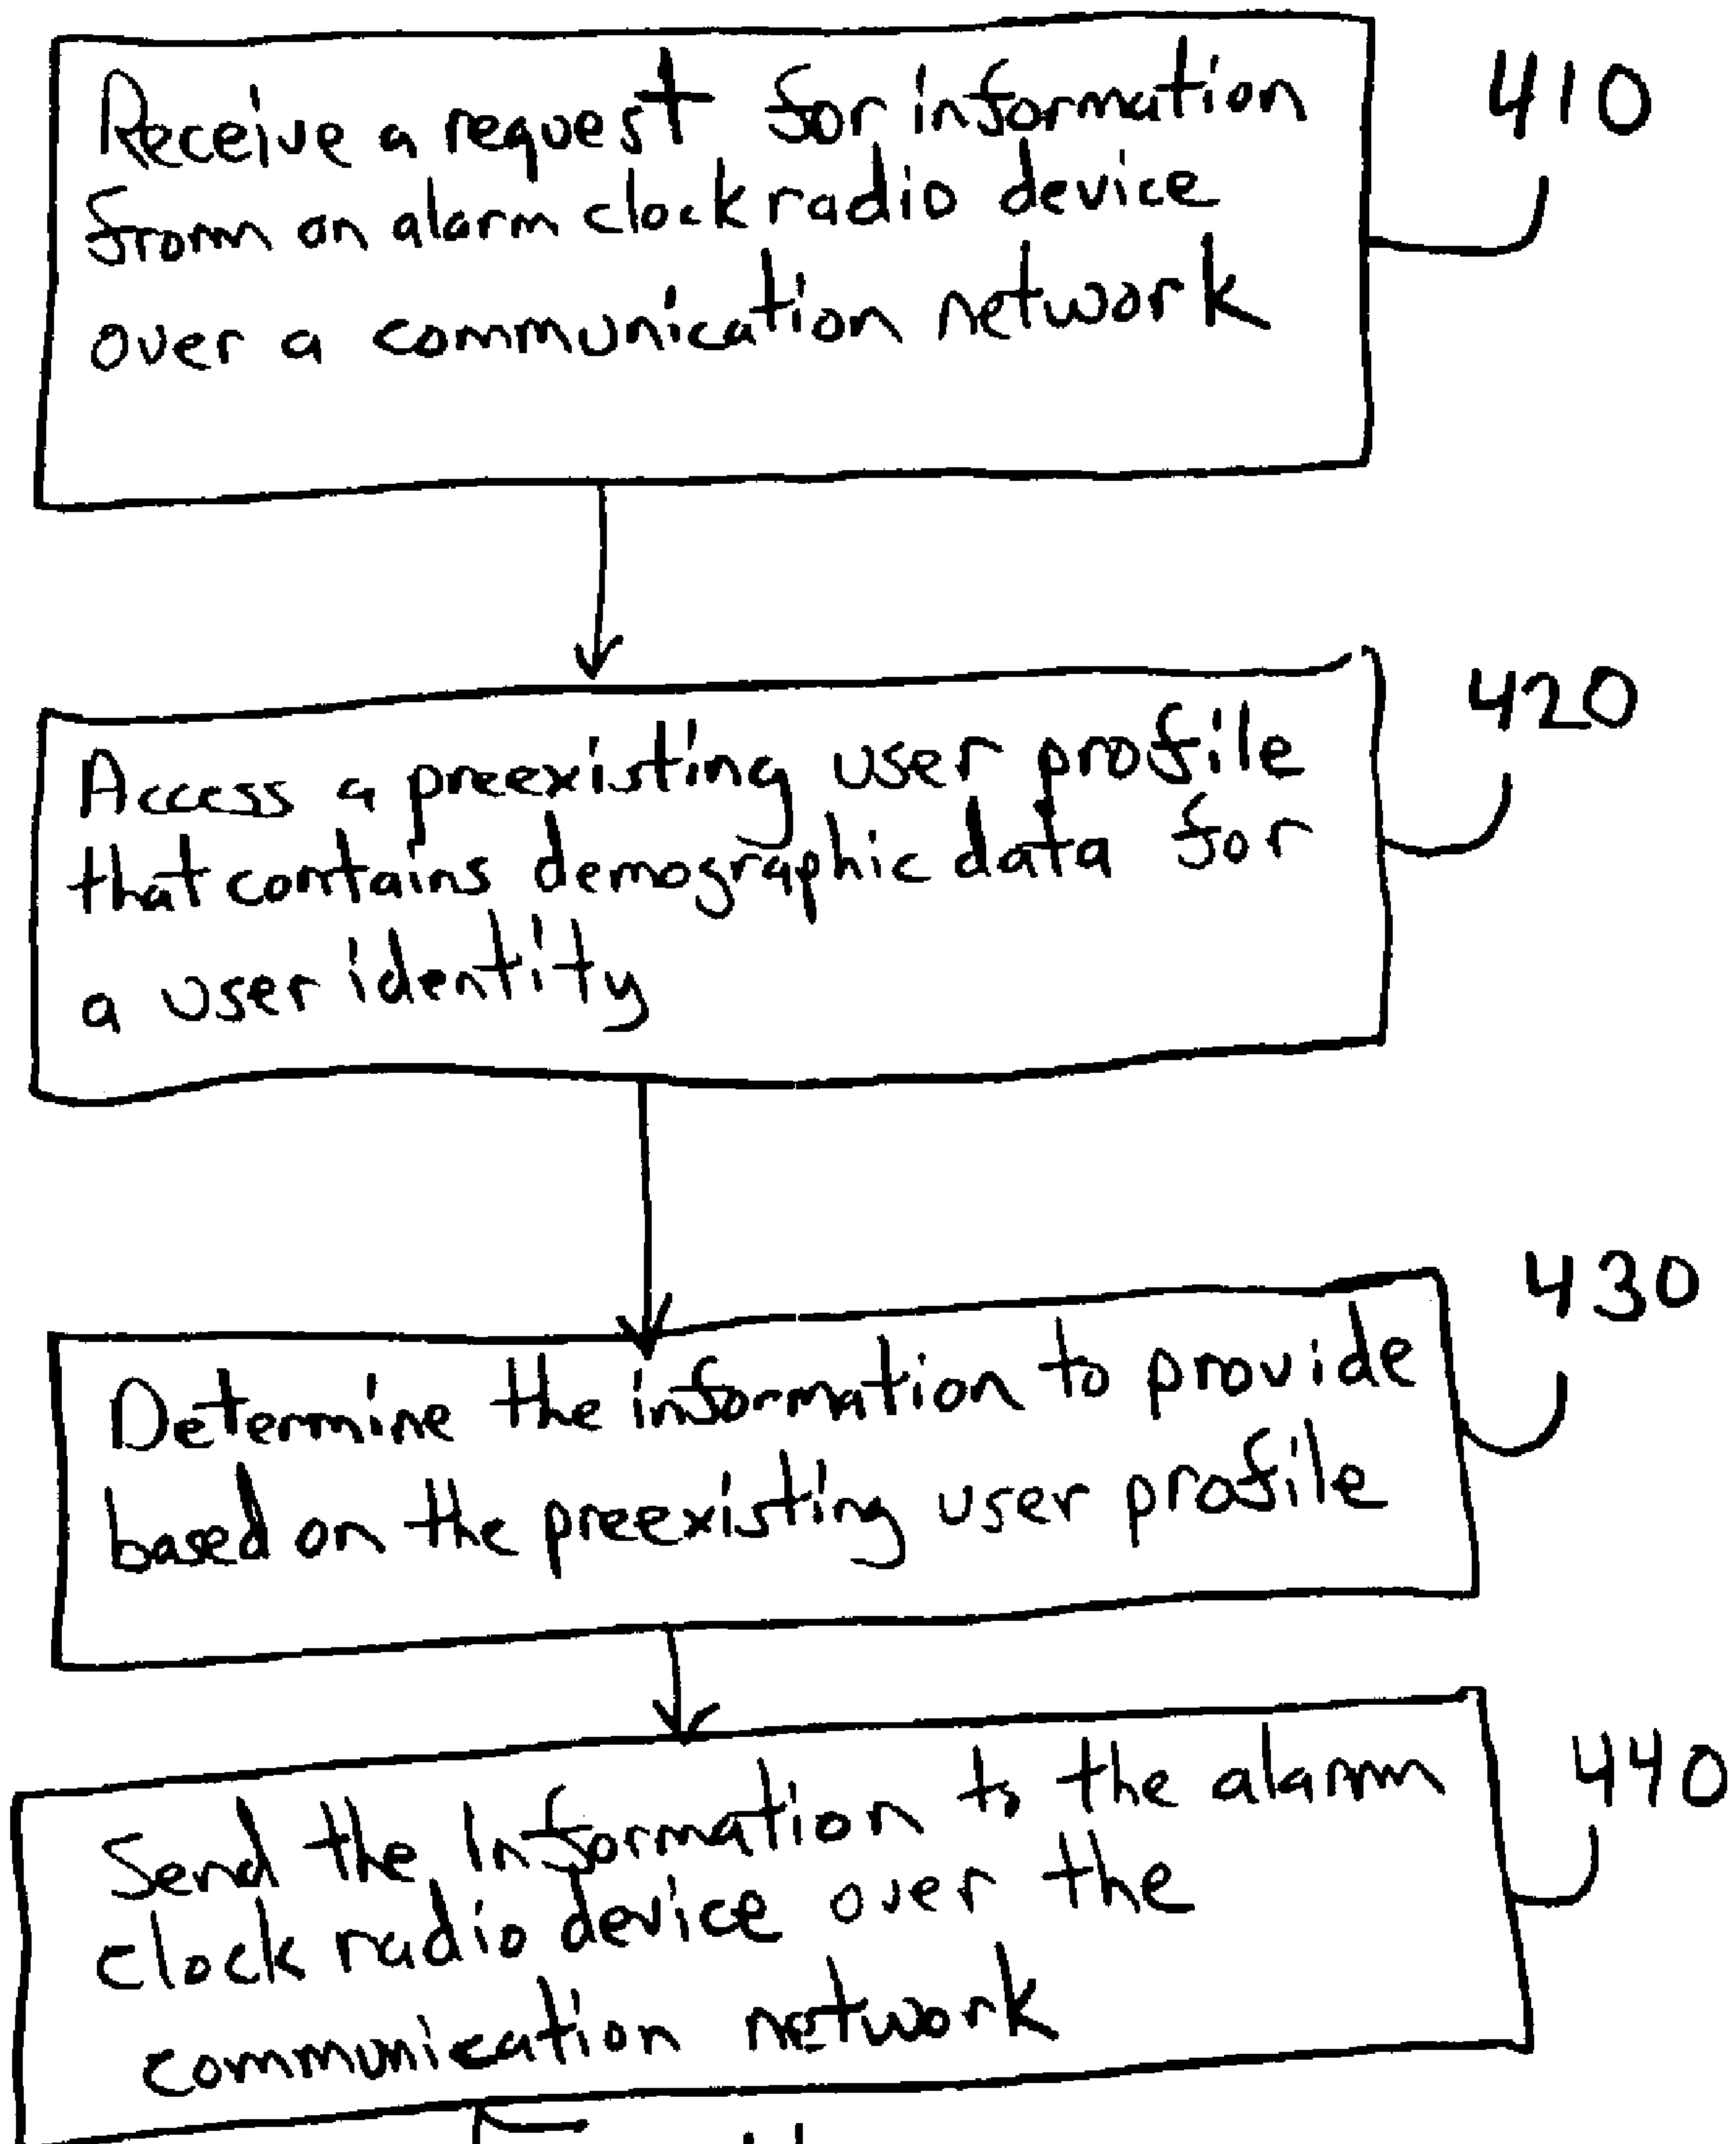 Receive a request for information
410
from an alarm clock radio device
over a communication network
420
Access a preexisting user profile
that contains demographic data for
a user identity
430
Determine the information to provide
based on the preexisting user profile
440
Send the Information to the alarm
clock radio device over the
communication network